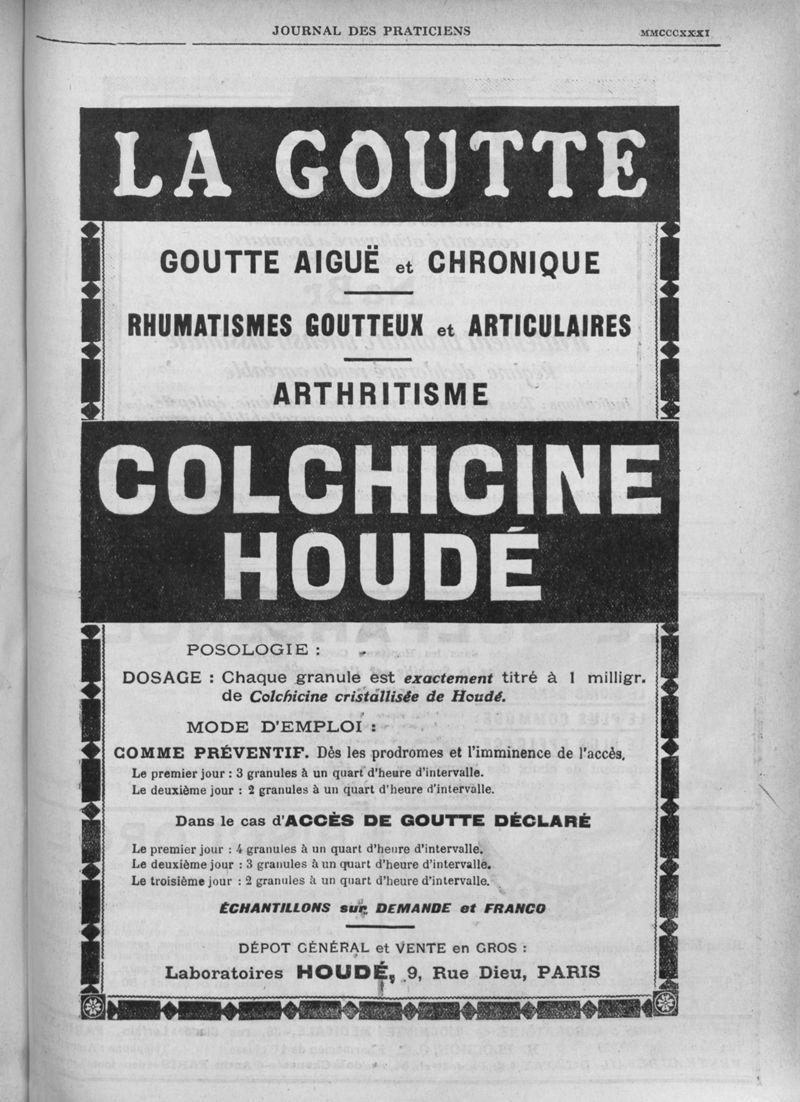 JOURNAL DES PRATICIENS
MMCCCXXXI
LA GOUTTE
GOUTTE AIGUË et CHRONIQUE
RHUMATISMES GOUTTEUX et ARTICULAIRES
ARTHRITISME
COLCHICINE
HOUDÉ
POSOLOGIE :
DOSAGE : Chaque granule est exactement titré à 1 milligr.
de Colchicine cristallisée de Houdé.
MODE D'EMPLOI :
COMME PRÉVENTIF. Dès les prodromes et l'imminence de l'accès,
Le premier jour : 3 granules à un quart d'heure d'intervalle.
Le deuxième jour : 2 granules à un quart d'heure d'intervalle.
Dans le cas d'ACCÈS DE GOUTTE DÉCLARÉ
Le premier jour : 4 granules à un quart d'heure d'intervalle.
Le deuxième jour : 3 granules à un quart d'heure d'intervalle.
Le troisième jour : 2 granules à un quart d'heure d'intervalle.
ÉCHANTILLONS sur DEMANDE et FRANCO
DÉPOT GÉNÉRAL et VENTE en GROS :
Laboratoires HOUDÉ, 9, Rue Dieu, PARIS